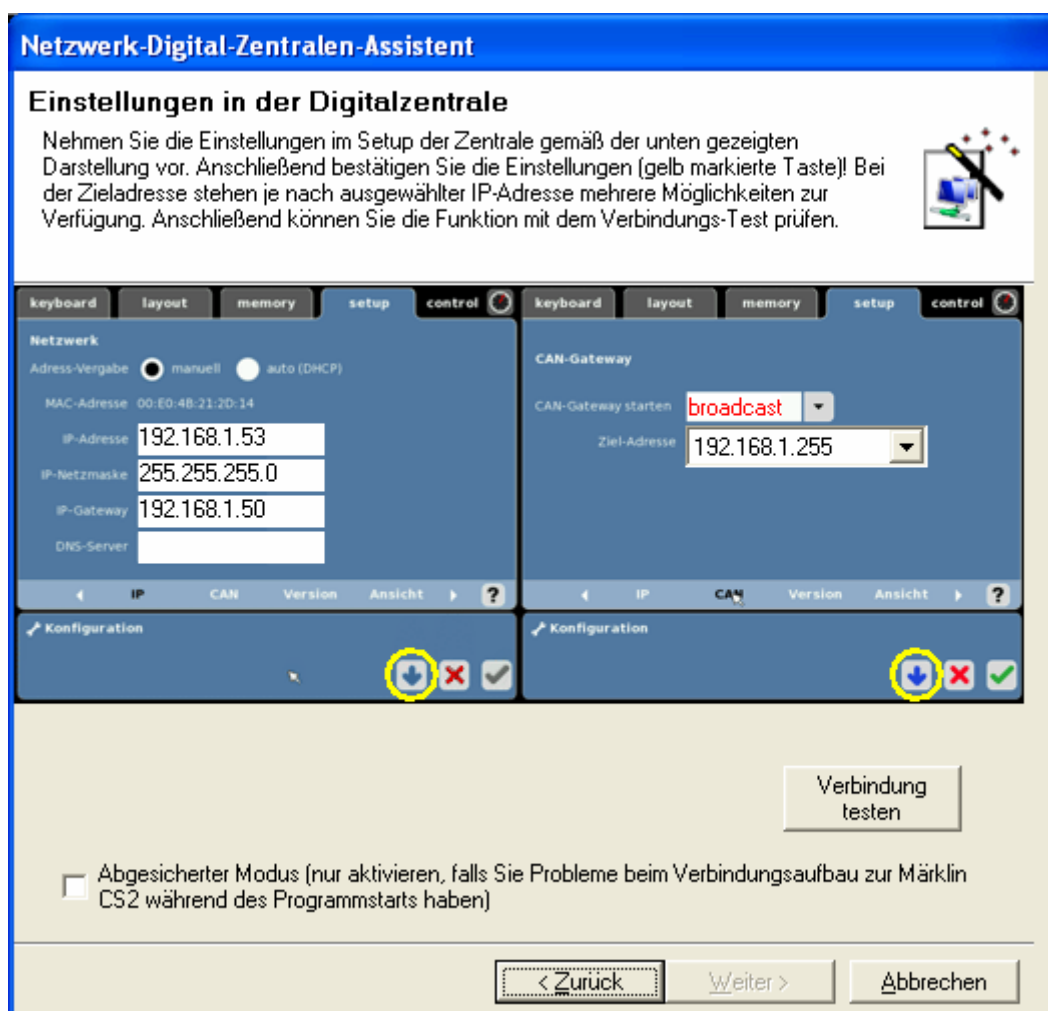 Netzwerk-Digital-Zentralen-Assistent
Einstellungen in der Digitalzentrale
Nehmen Sie die Einstellungen im Setup der Zentrale gemäß der unten gezeigten
Darstellung vor. Anschließend bestätigen Sie die Einstellungen (gelb markierte Taste)! Bei
der Zieladresse stehen je nach ausgewählter IP-Adresse mehrere Möglichkeiten zur
Verfügung. Anschließend können Sie die Funktion mit dem Verbindungs-Test prüfen.
keyboard layout memory setup control
Netzwerk
Adress-Vergabe manuell auto (DHCP)
MAC-Adresse 00:E0:4B:21:2D:14
IP-Adresse 192.168.1.53
IP-Netzmaske 255.255.255.0
IP-Gateway 192.168.1.50
DNS-Server
IP CAN Version Ansicht ?
Konfiguration
keyboard layout memory setup control
CAN-Gateway
CAN-Gateway starten broadcast
Ziel-Adresse 192.168.1.255
IP CAN Version Ansicht ?
Konfiguration
Verbindung
testen
Abgesicherter Modus (nur aktivieren, falls Sie Probleme beim Verbindungsaufbau zur Märklin
CS2 während des Programmstarts haben)
< Zurück Weiter > Abbrechen